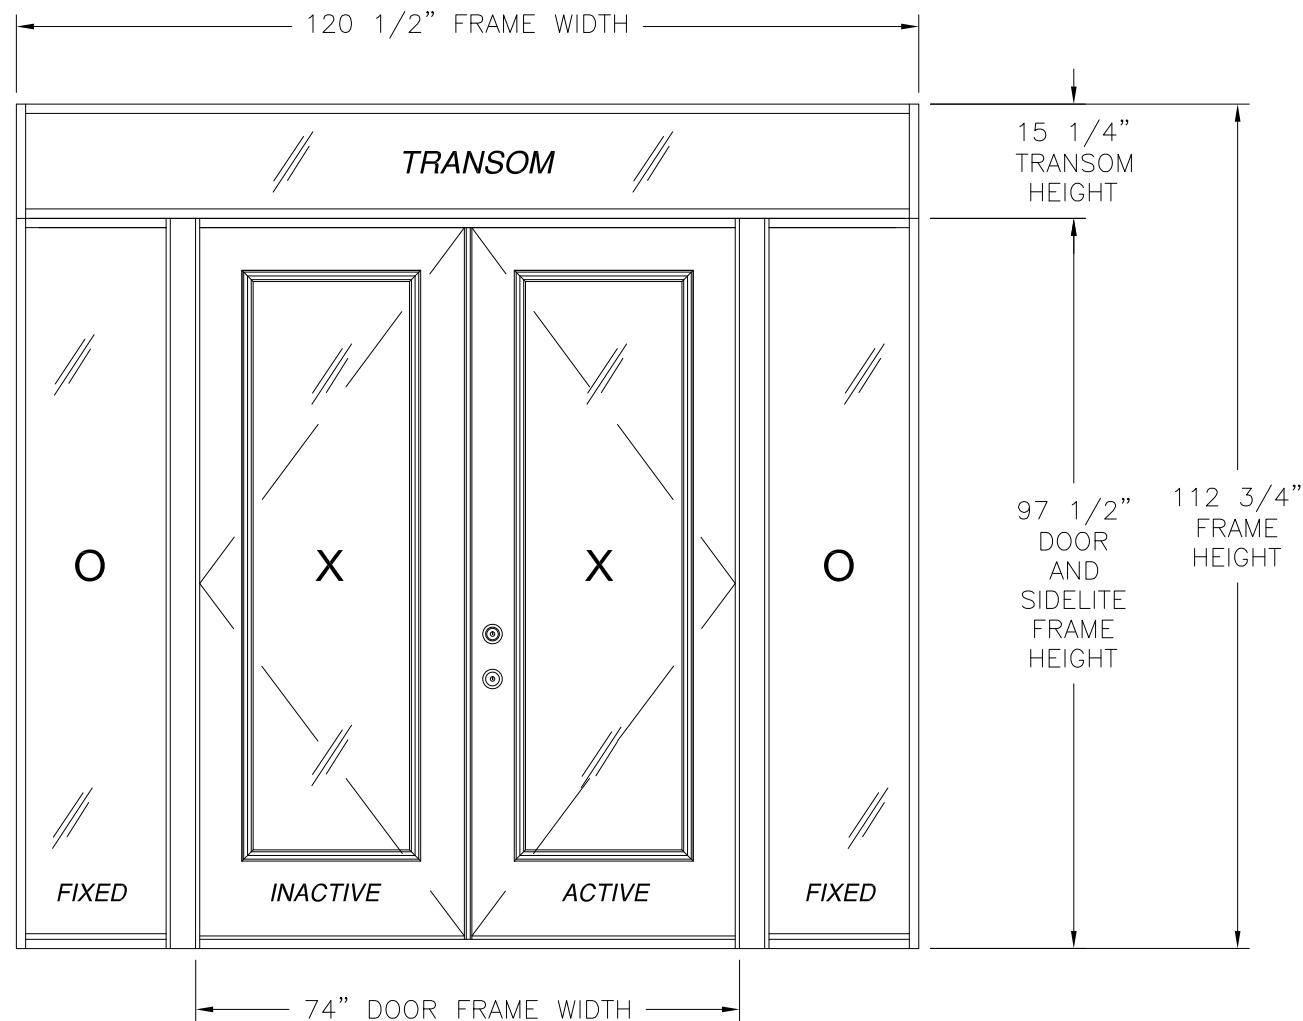 120 1/2” FRAME WIDTH
15 1/4”
TRANSOM
HEIGHT
TRANSOM
97 1/2”
DOOR
AND
SIDELITE
FRAME
HEIGHT
112 3/4”
FRAME
HEIGHT
O
X
X
O
FIXED
INACTIVE
ACTIVE
FIXED
74” DOOR FRAME WIDTH